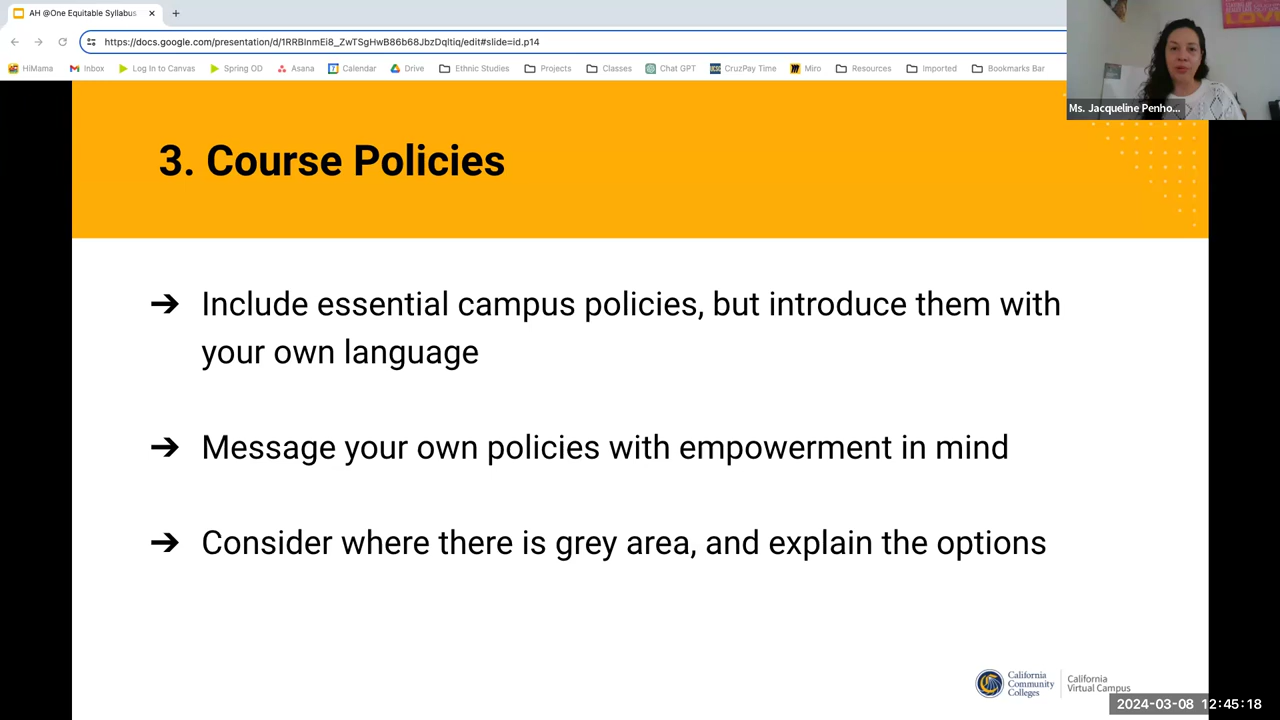 AH @One Equitable Syllabus
https://docs.google.com/presentation/d/1RRBInmEi8_ZwTSgHwB86b68JbzDqltiq/edit#slide=id.p14
HiMama Inbox Log In to Canvas Spring OD Asana Calendar Drive Ethnic Studies Projects Classes Chat GPT CruzPay Time Miro Resources Imported Bookmarks Bar
LOVE
Ms. Jacqueline Penho...
3. Course Policies
➔ Include essential campus policies, but introduce them with
your own language
➔ Message your own policies with empowerment in mind
➔ Consider where there is grey area, and explain the options
California
Community
Colleges
California
Virtual Campus
2024-03-08 12:45:18